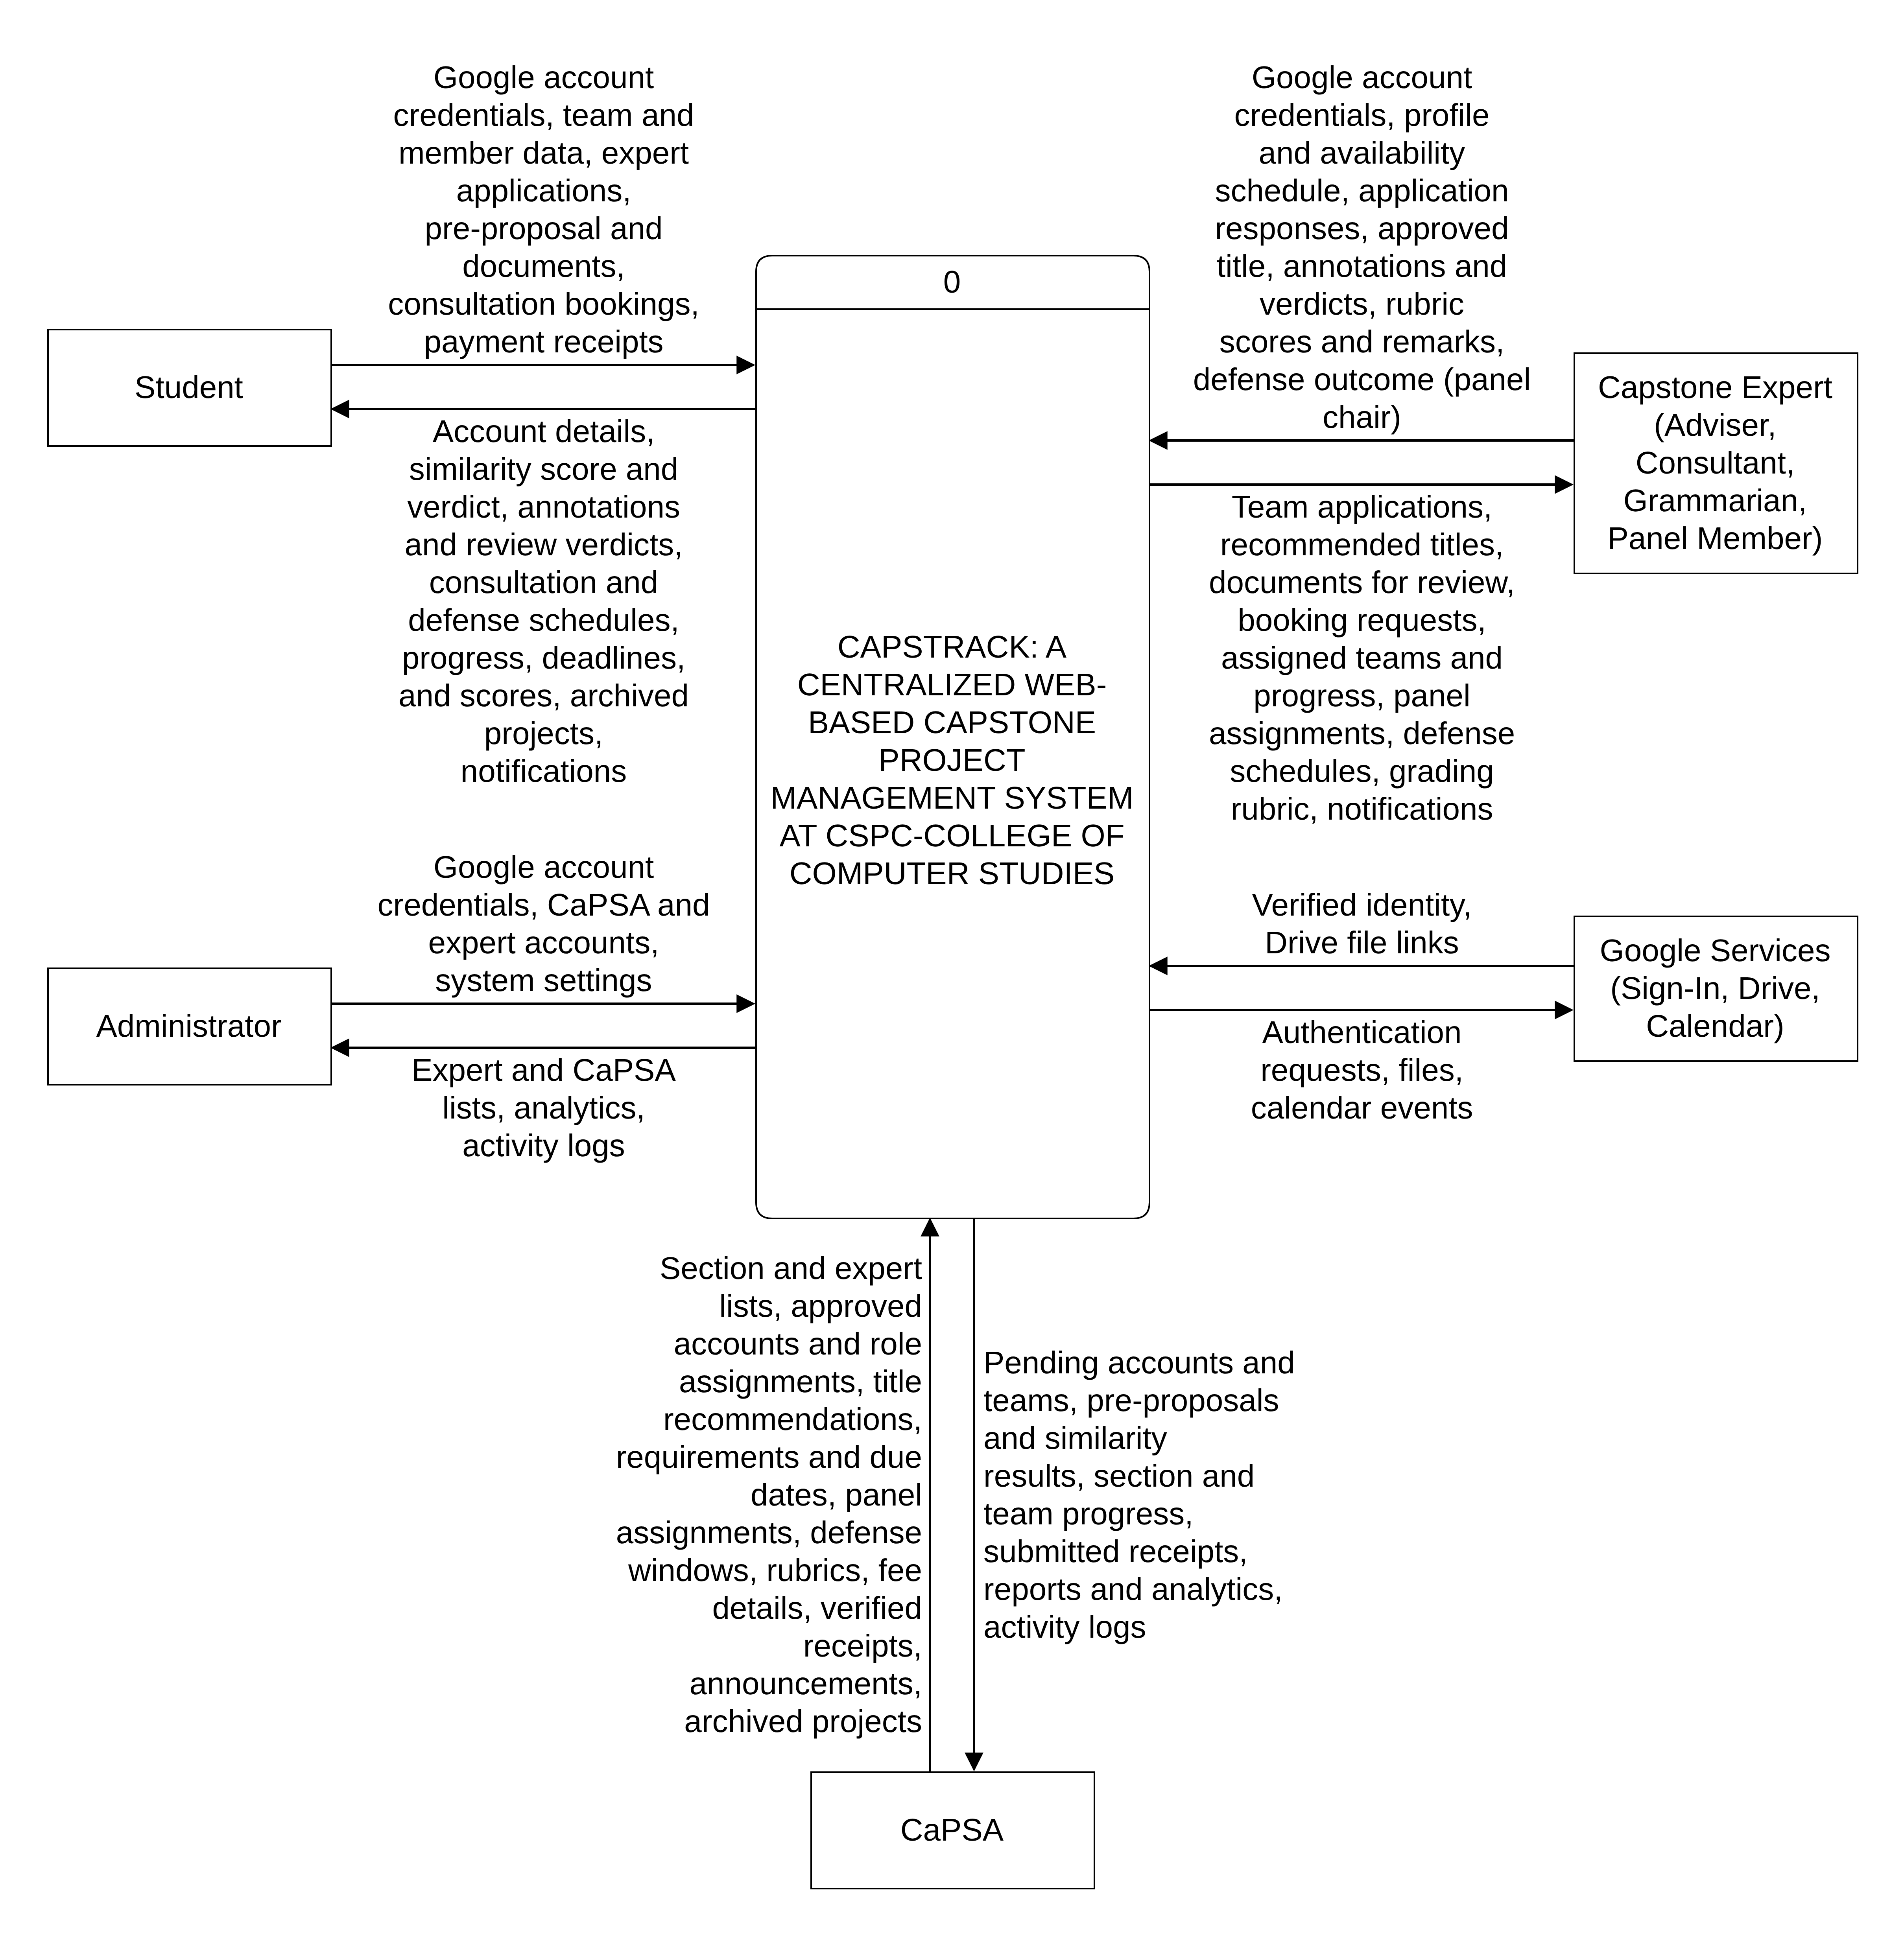 Google account
credentials, team and
member data, expert
applications,
pre-proposal and
documents,
consultation bookings,
payment receipts
Student
Account details,
similarity score and
verdict, annotations
and review verdicts,
consultation and
defense schedules,
progress, deadlines,
and scores, archived
projects,
notifications
Google account
credentials, CaPSA and
expert accounts,
system settings
Administrator
Expert and CaPSA
lists, analytics,
activity logs
0
CAPSTRACK: A
CENTRALIZED WEB-
BASED CAPSTONE
PROJECT
MANAGEMENT SYSTEM
AT CSPC-COLLEGE OF
COMPUTER STUDIES
Google account
credentials, profile
and availability
schedule, application
responses, approved
title, annotations and
verdicts, rubric
scores and remarks,
defense outcome (panel
chair)
Capstone Expert
(Adviser,
Consultant,
Grammarian,
Panel Member)
Team applications,
recommended titles,
documents for review,
booking requests,
assigned teams and
progress, panel
assignments, defense
schedules, grading
rubric, notifications
Verified identity,
Drive file links
Google Services
(Sign-In, Drive,
Calendar)
Authentication
requests, files,
calendar events
Section and expert
lists, approved
accounts and role
assignments, title
recommendations,
requirements and due
dates, panel
assignments, defense
windows, rubrics, fee
details, verified
receipts,
announcements,
archived projects
Pending accounts and
teams, pre-proposals
and similarity
results, section and
team progress,
submitted receipts,
reports and analytics,
activity logs
CaPSA